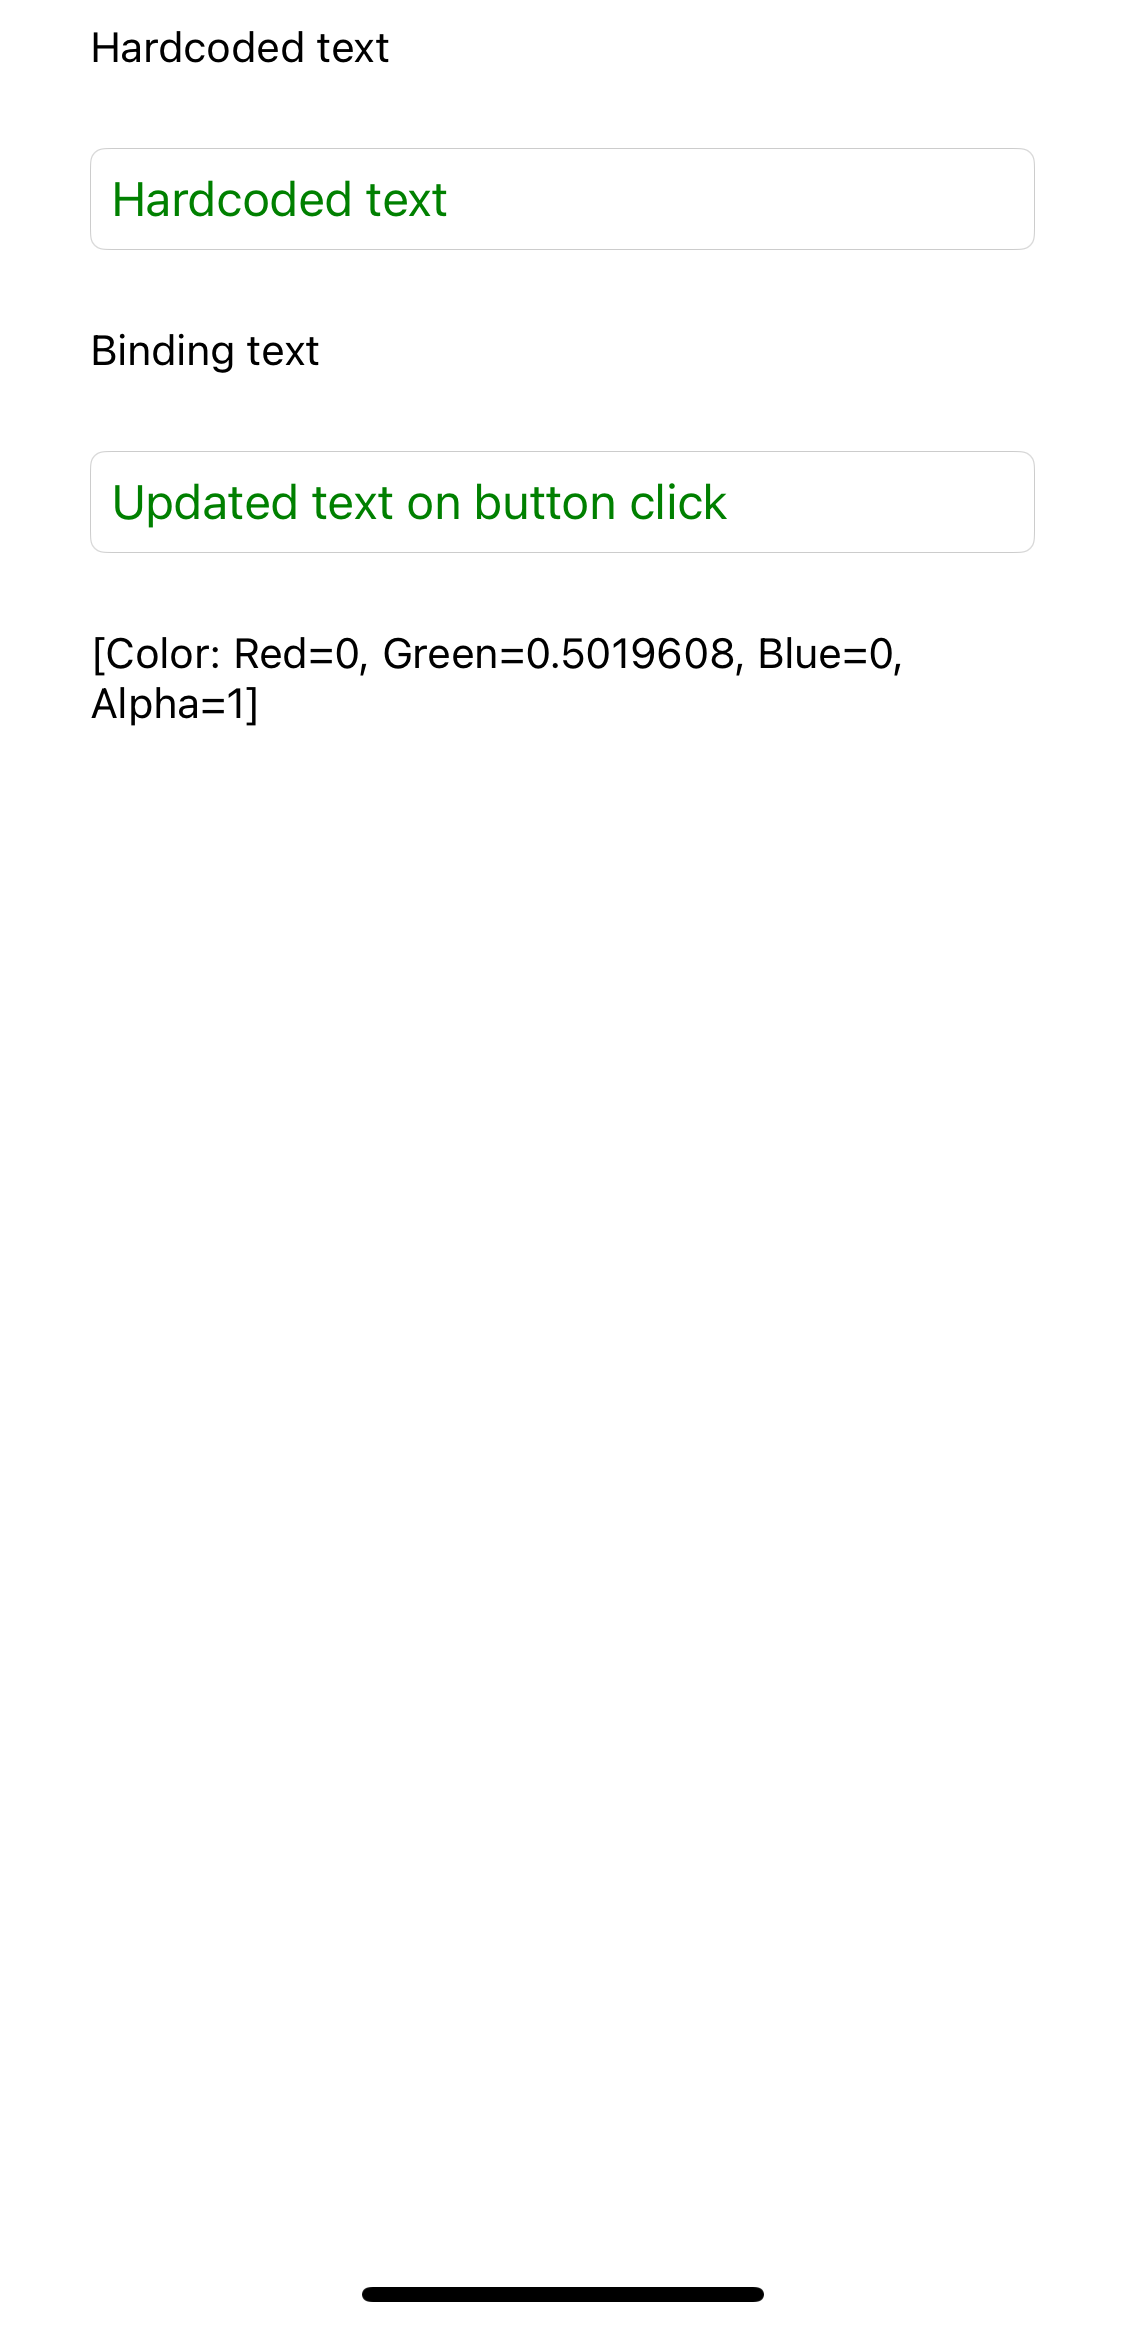 Hardcoded text
Hardcoded text
Binding text
Updated text on button click
[Color: Red=0, Green=0.5019608, Blue=0,
Alpha=1]